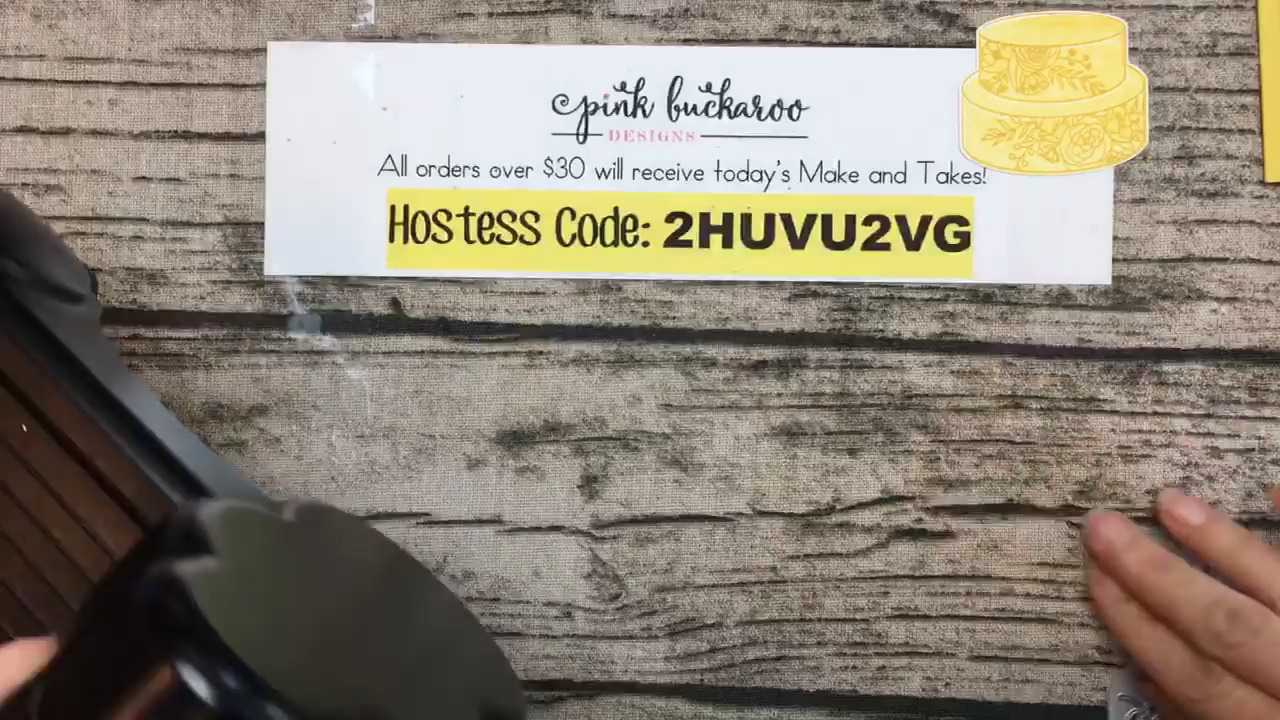 pink buckaroo
DESIGNS
All orders over $30 will receive today's Make and Takes!
Hostess Code: 2HUVU2VG